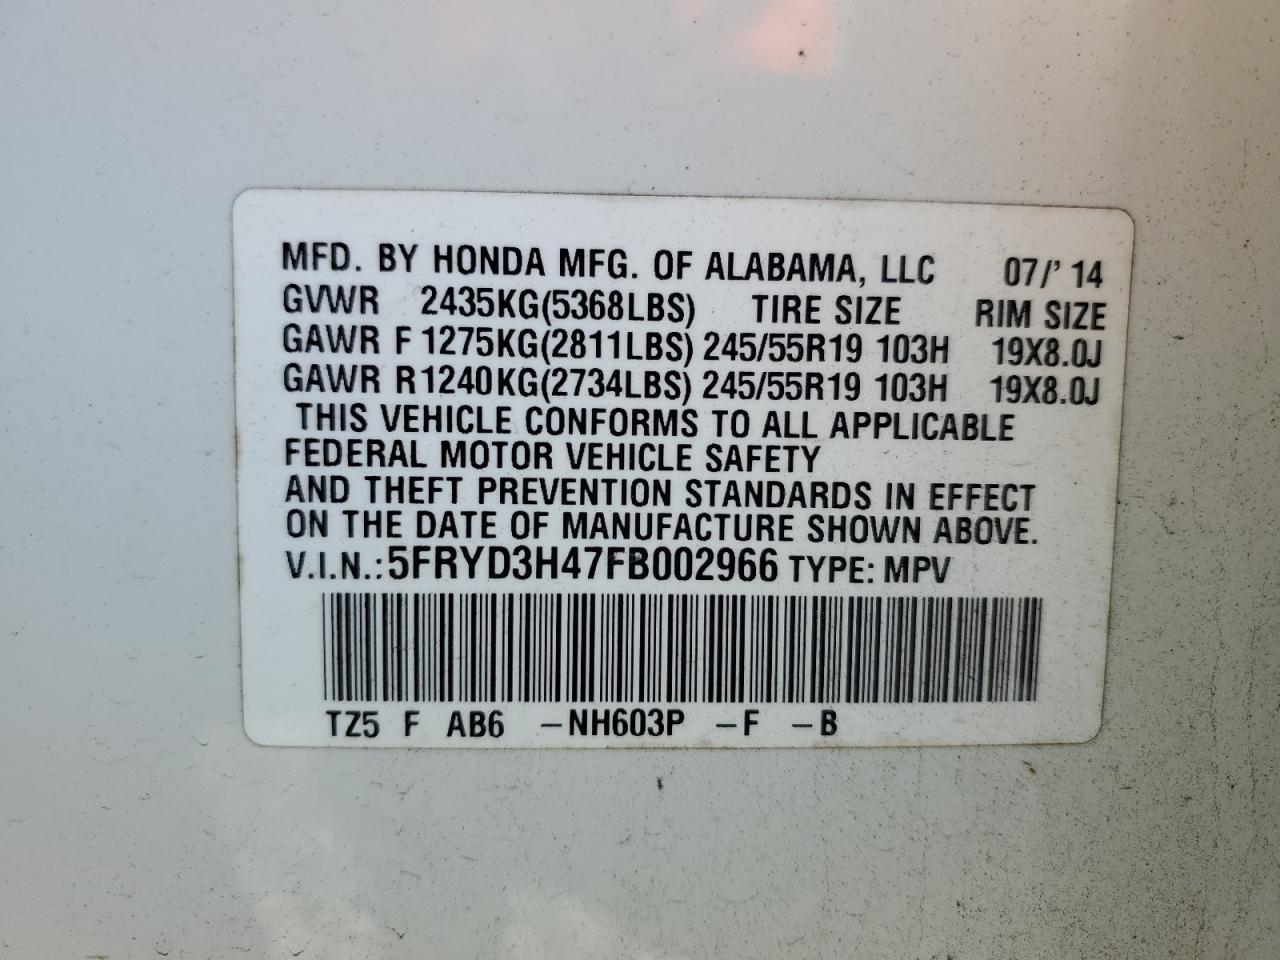 MFD. BY HONDA MFG. OF ALABAMA, LLC 07/' 14
GVWR 2435KG(5368LBS) TIRE SIZE RIM SIZE
GAWR F 1275KG(2811LBS) 245/55R19 103H 19X8.0J
GAWR R 1240KG(2734LBS) 245/55R19 103H 19X8.0J
THIS VEHICLE CONFORMS TO ALL APPLICABLE
FEDERAL MOTOR VEHICLE SAFETY
AND THEFT PREVENTION STANDARDS IN EFFECT
ON THE DATE OF MANUFACTURE SHOWN ABOVE.
V.I.N.: 5FRYD3H47FB002966 TYPE: MPV
TZ5 F AB6 –NH603P –F –B